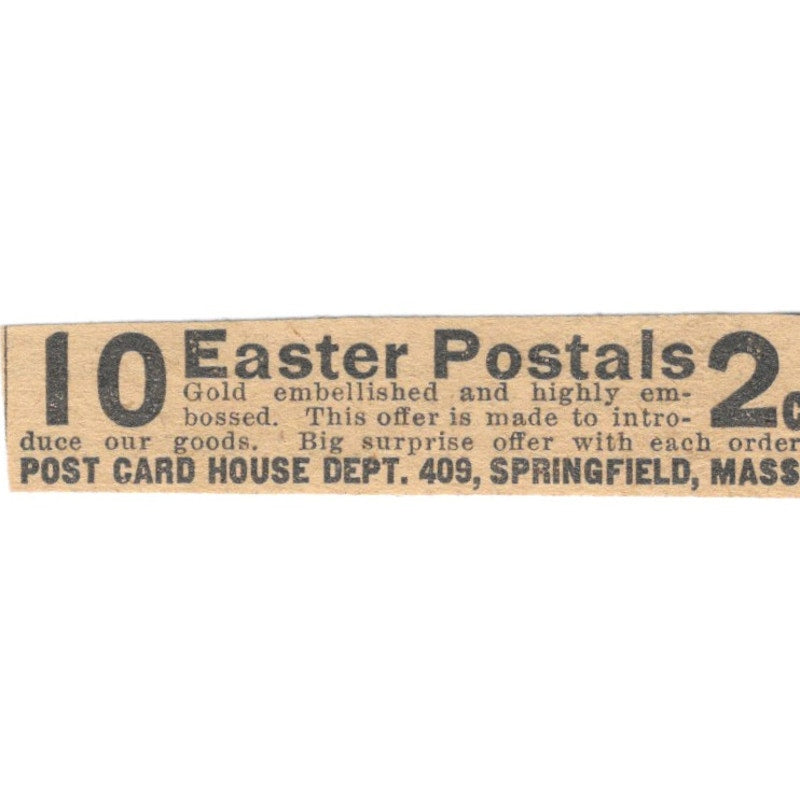 10 Easter Postals 2c
Gold embellished and highly em-
bossed. This offer is made to intro-
duce our goods. Big surprise offer with each order
POST CARD HOUSE DEPT. 409, SPRINGFIELD, MASS